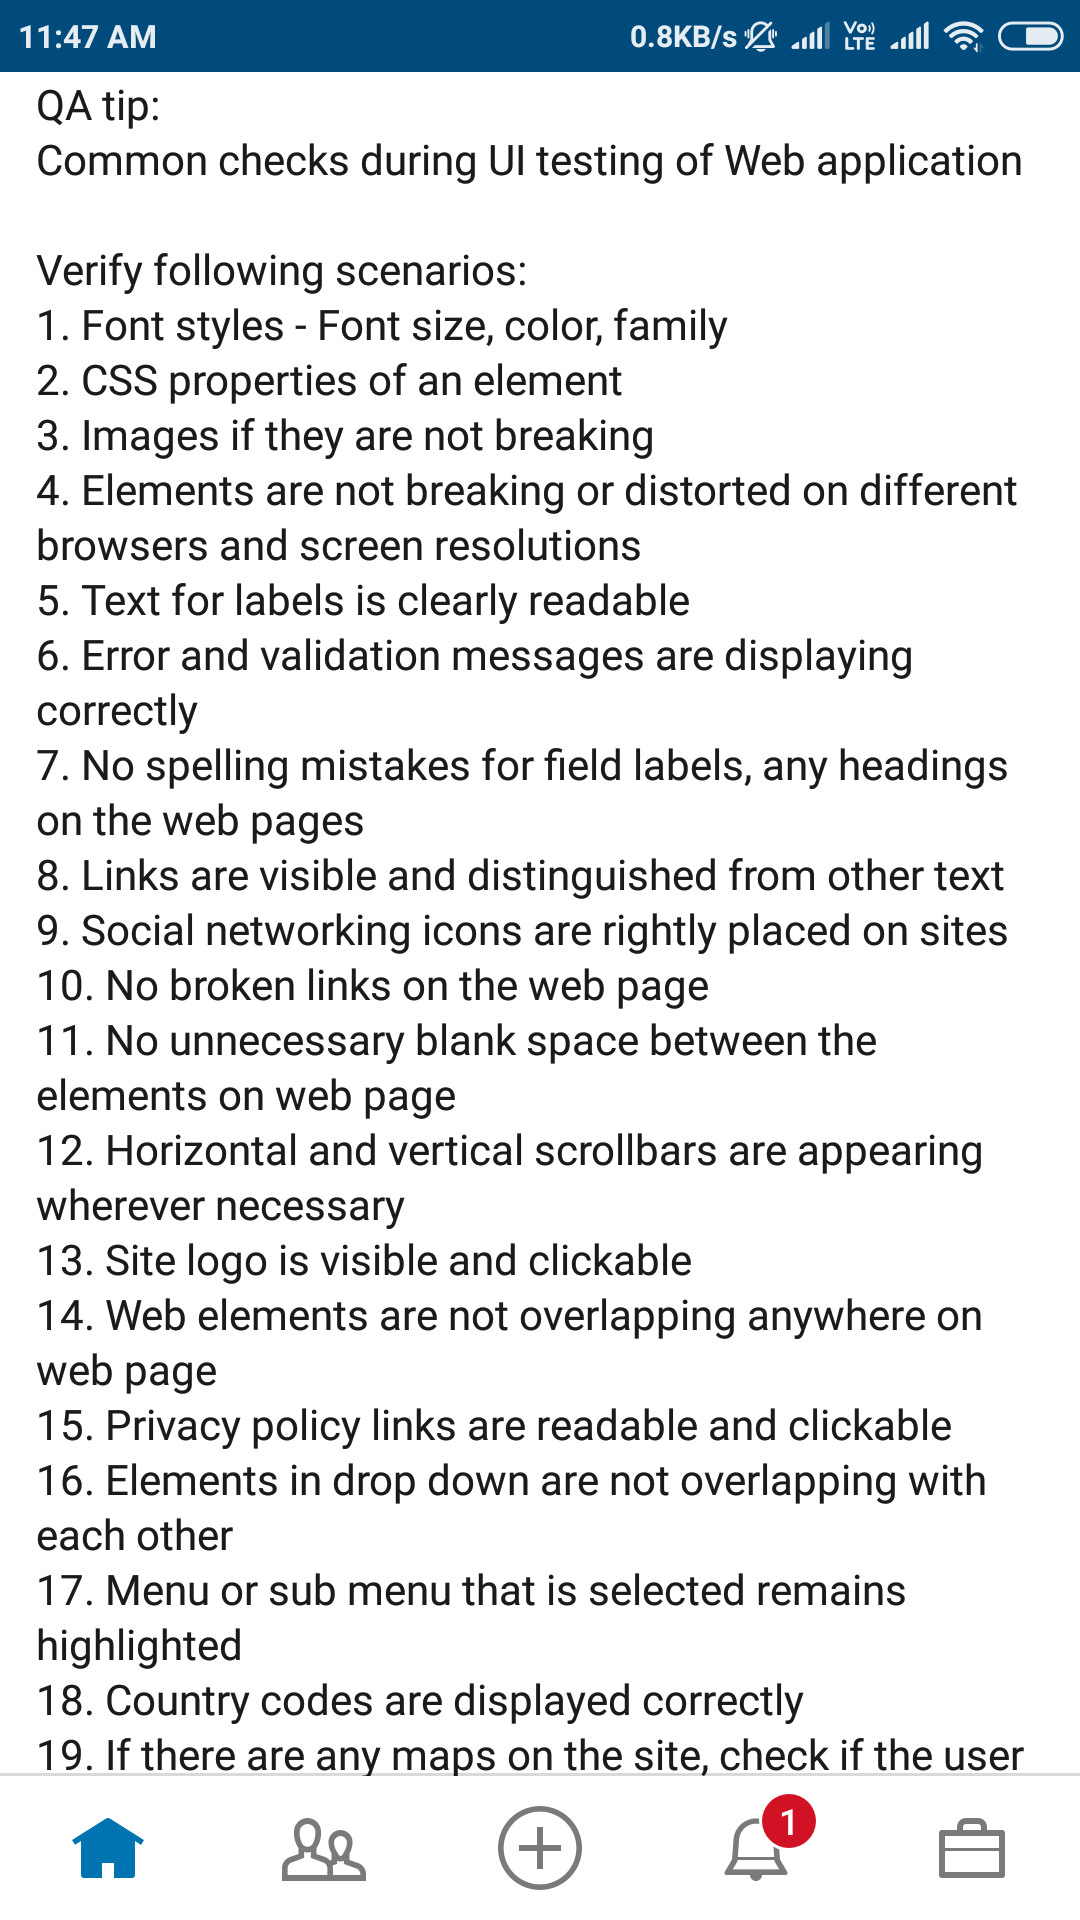 11:47 AM
0.8KB/s
Vo))
LTE
QA tip:
Common checks during UI testing of Web application
Verify following scenarios:
1. Font styles - Font size, color, family
2. CSS properties of an element
3. Images if they are not breaking
4. Elements are not breaking or distorted on different
browsers and screen resolutions
5. Text for labels is clearly readable
6. Error and validation messages are displaying
correctly
7. No spelling mistakes for field labels, any headings
on the web pages
8. Links are visible and distinguished from other text
9. Social networking icons are rightly placed on sites
10. No broken links on the web page
11. No unnecessary blank space between the
elements on web page
12. Horizontal and vertical scrollbars are appearing
wherever necessary
13. Site logo is visible and clickable
14. Web elements are not overlapping anywhere on
web page
15. Privacy policy links are readable and clickable
16. Elements in drop down are not overlapping with
each other
17. Menu or sub menu that is selected remains
highlighted
18. Country codes are displayed correctly
19. If there are any maps on the site, check if the user
1